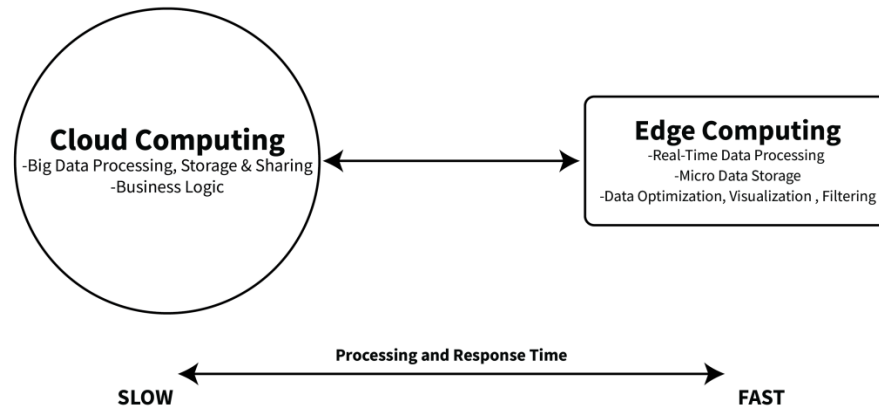 Cloud Computing
-Big Data Processing, Storage & Sharing
-Business Logic
Edge Computing
-Real-Time Data Processing
-Micro Data Storage
-Data Optimization, Visualization , Filtering
Processing and Response Time
SLOW
FAST